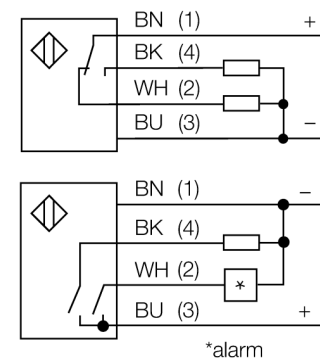 BN (1) +
BK (4)
WH (2)
BU (3) −
BN (1) −
BK (4)
WH (2)
*
BU (3) +
*alarm